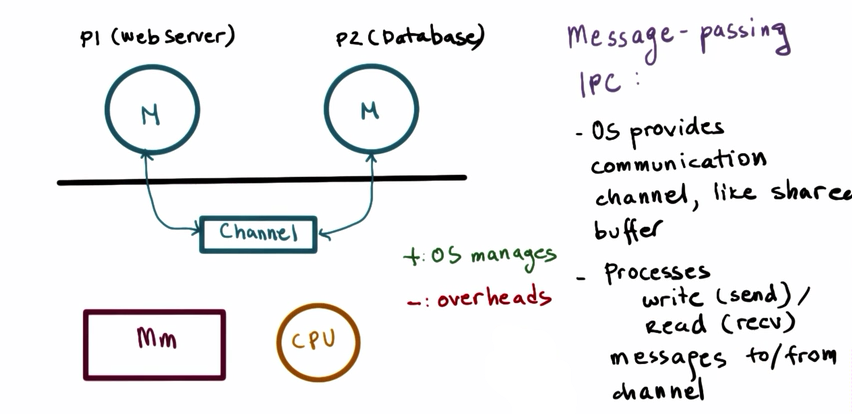 P1 (Web Server)
P2 (Database)
M
M
Channel
+: OS manages
-: overheads
Mm
CPU
Message-passing
IPC:
- OS provides
communication
channel, like shared
buffer
- Processes
write (send) /
Read (recv)
messages to/from
channel